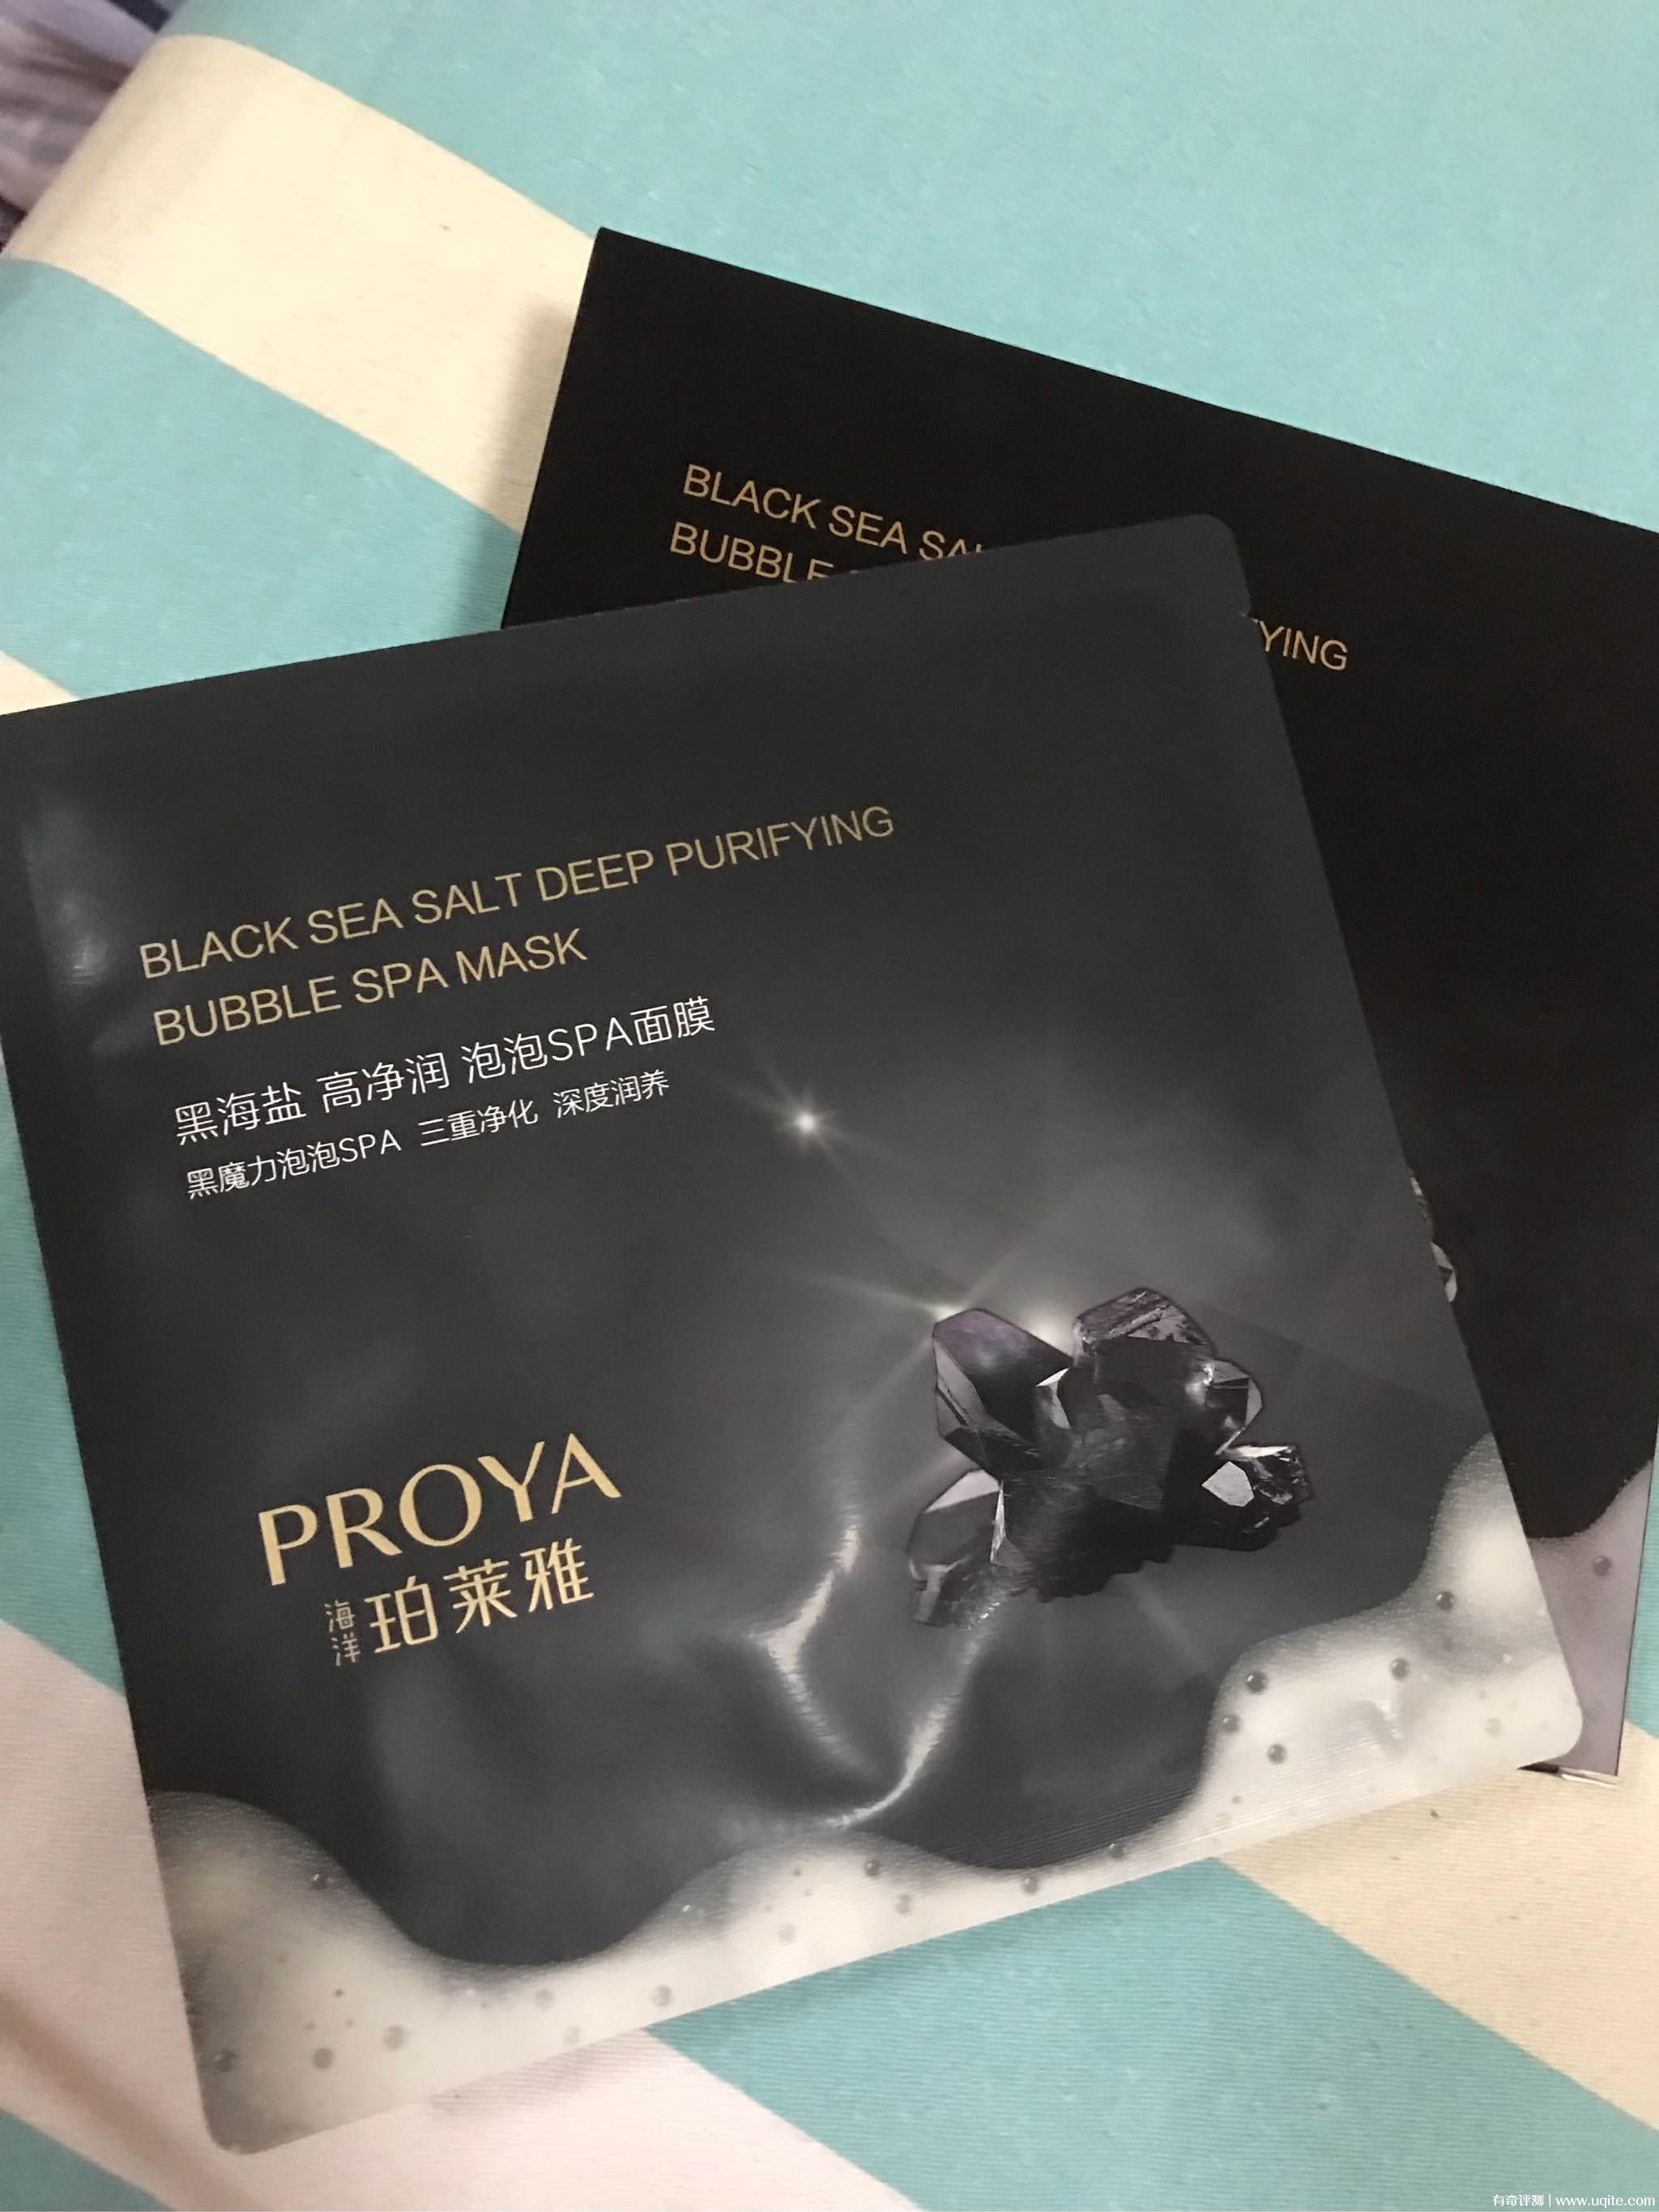 BLACK SEA
BUBBLE
YING
BLACK SEA SALT DEEP PURIFYING
BUBBLE SPA MASK
黑海盐 高净润 泡泡SPA面膜
黑魔力泡泡SPA 三重净化 深度润养
PROYA
海洋 珀莱雅
有奇评测 | www.uqite.com